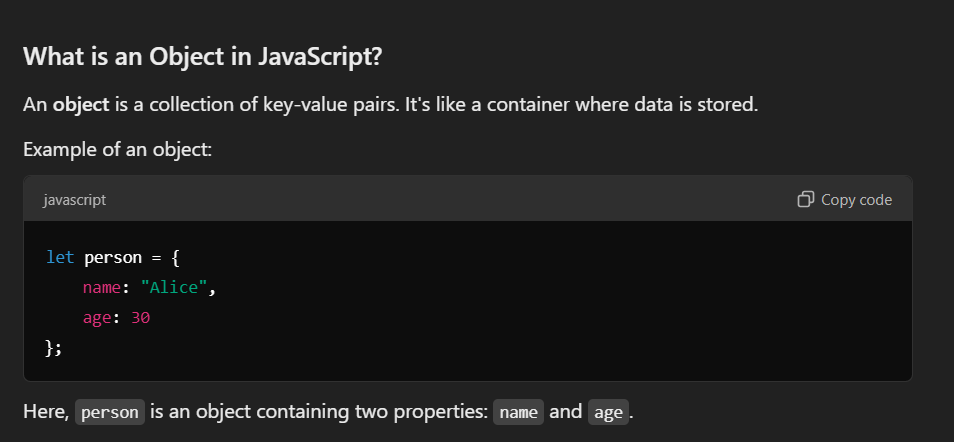 What is an Object in JavaScript?
An object is a collection of key-value pairs. It's like a container where data is stored.
Example of an object:
javascript Copy code
let person = {
    name: "Alice",
    age: 30
};
Here, person is an object containing two properties: name and age.